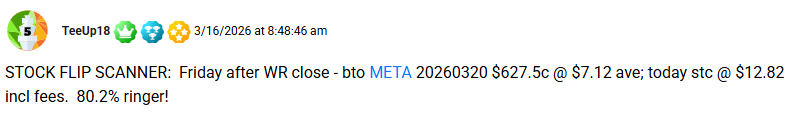 5
TeeUp18 3/16/2026 at 8:48:46 am
STOCK FLIP SCANNER:  Friday after WR close - bto META 20260320 $627.5c @ $7.12 ave; today stc @ $12.82
incl fees.  80.2% ringer!